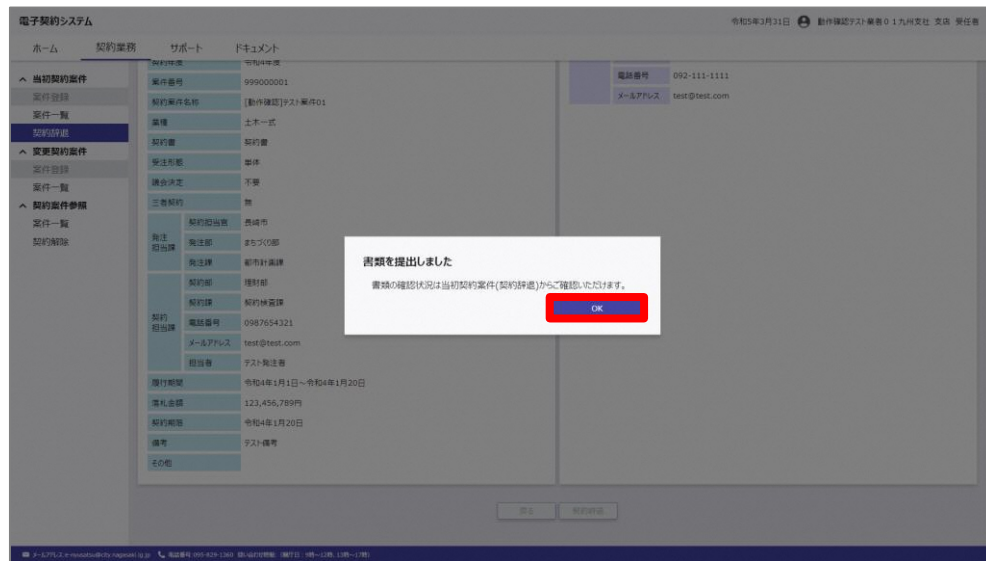 電子契約システム
令和5年3月31日 動作確認テスト業者01九州支社 支店 受任者
ホーム 契約業務 サポート ドキュメント
当初契約案件
案件登録
案件一覧
契約辞退
変更契約案件
案件登録
案件一覧
契約案件参照
案件一覧
契約解除
契約年度 令和4年度
案件番号 999000001
契約案件名称 [動作確認]テスト案件01
業種 土木一式
契約書 契約書
受注形態 単体
議会決定 不要
三者契約 無
発注担当課
契約担当官 長崎市
発注部 まちづくり部
発注課 都市計画課
契約担当課
契約部 理財部
契約課 契約検査課
電話番号 0987654321
メールアドレス test@test.com
担当者 テスト発注者
履行期間 令和4年1月1日～令和4年1月20日
落札金額 123,456,789円
契約期限 令和4年1月20日
備考 テスト備考
その他
電話番号 092-111-1111
メールアドレス test@test.com
書類を提出しました
書類の確認状況は当初契約案件(契約辞退)からご確認いただけます。
OK
戻る 契約辞退
電話番号:095-829-1360